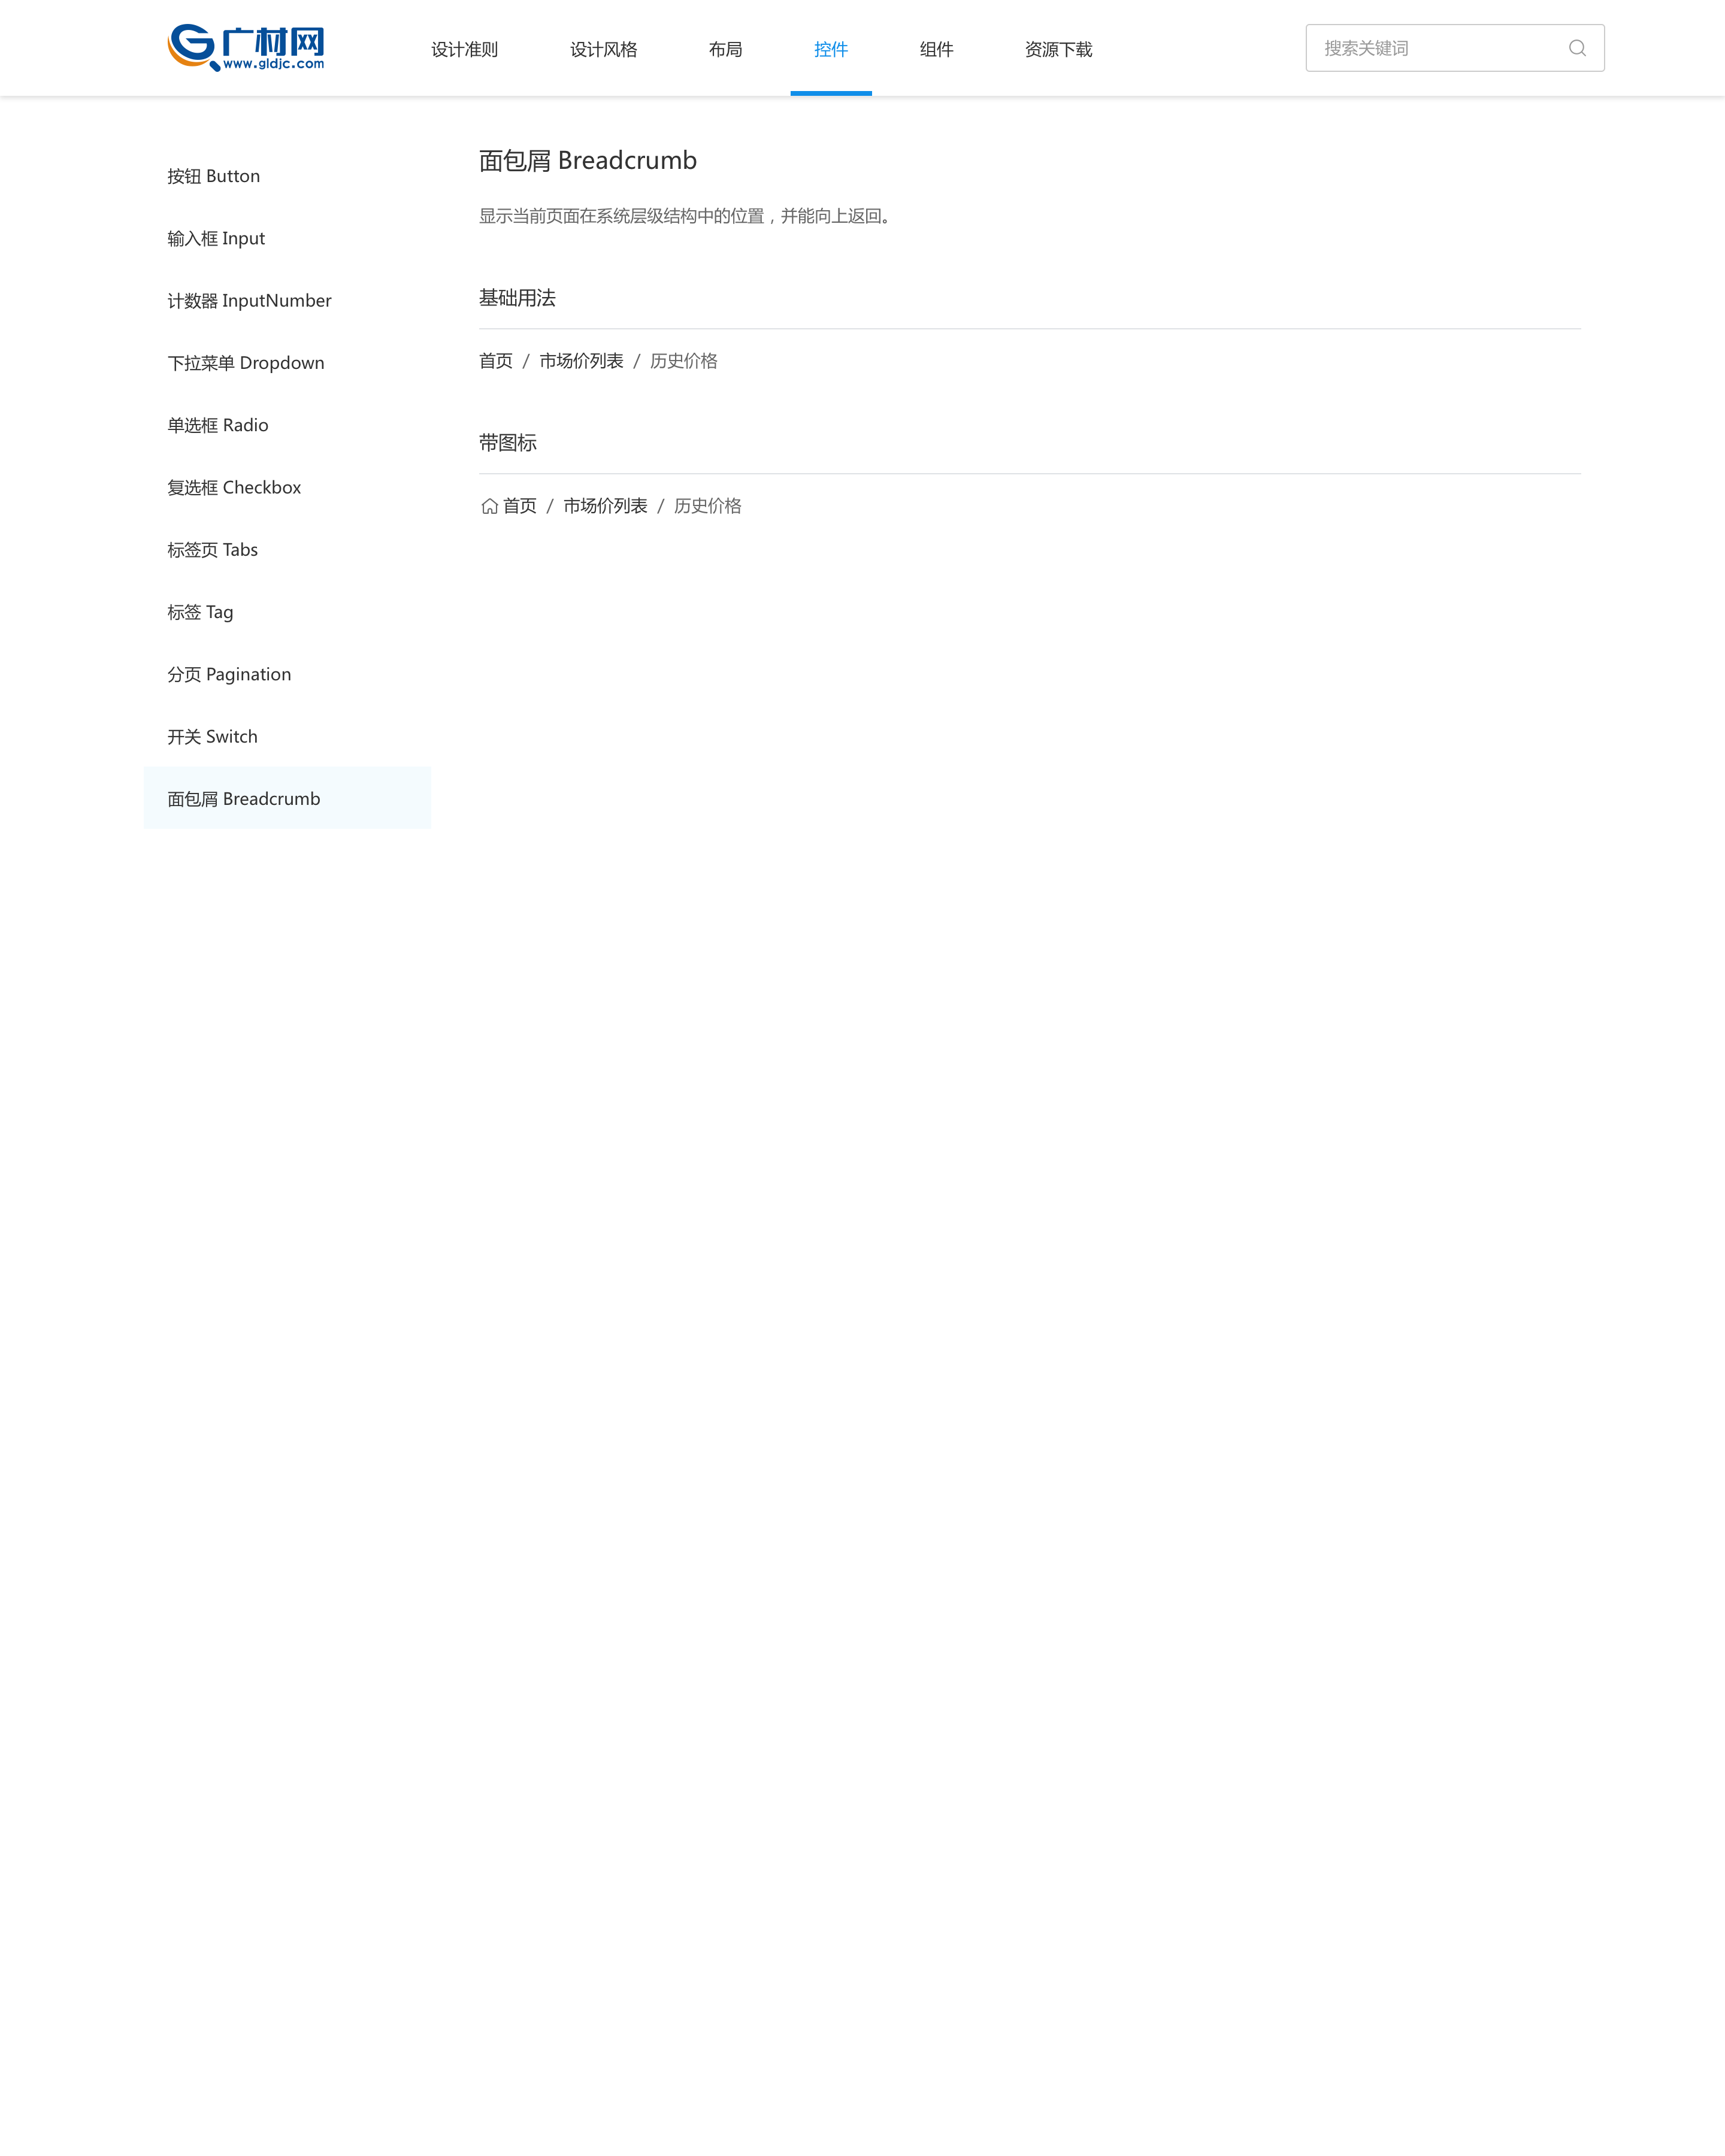 广材网
www.gldjc.com
设计准则 设计风格 布局 控件 组件 资源下载
搜索关键词
按钮 Button
输入框 Input
计数器 InputNumber
下拉菜单 Dropdown
单选框 Radio
复选框 Checkbox
标签页 Tabs
标签 Tag
分页 Pagination
开关 Switch
面包屑 Breadcrumb
面包屑 Breadcrumb
显示当前页面在系统层级结构中的位置，并能向上返回。
基础用法
首页 / 市场价列表 / 历史价格
带图标
首页 / 市场价列表 / 历史价格